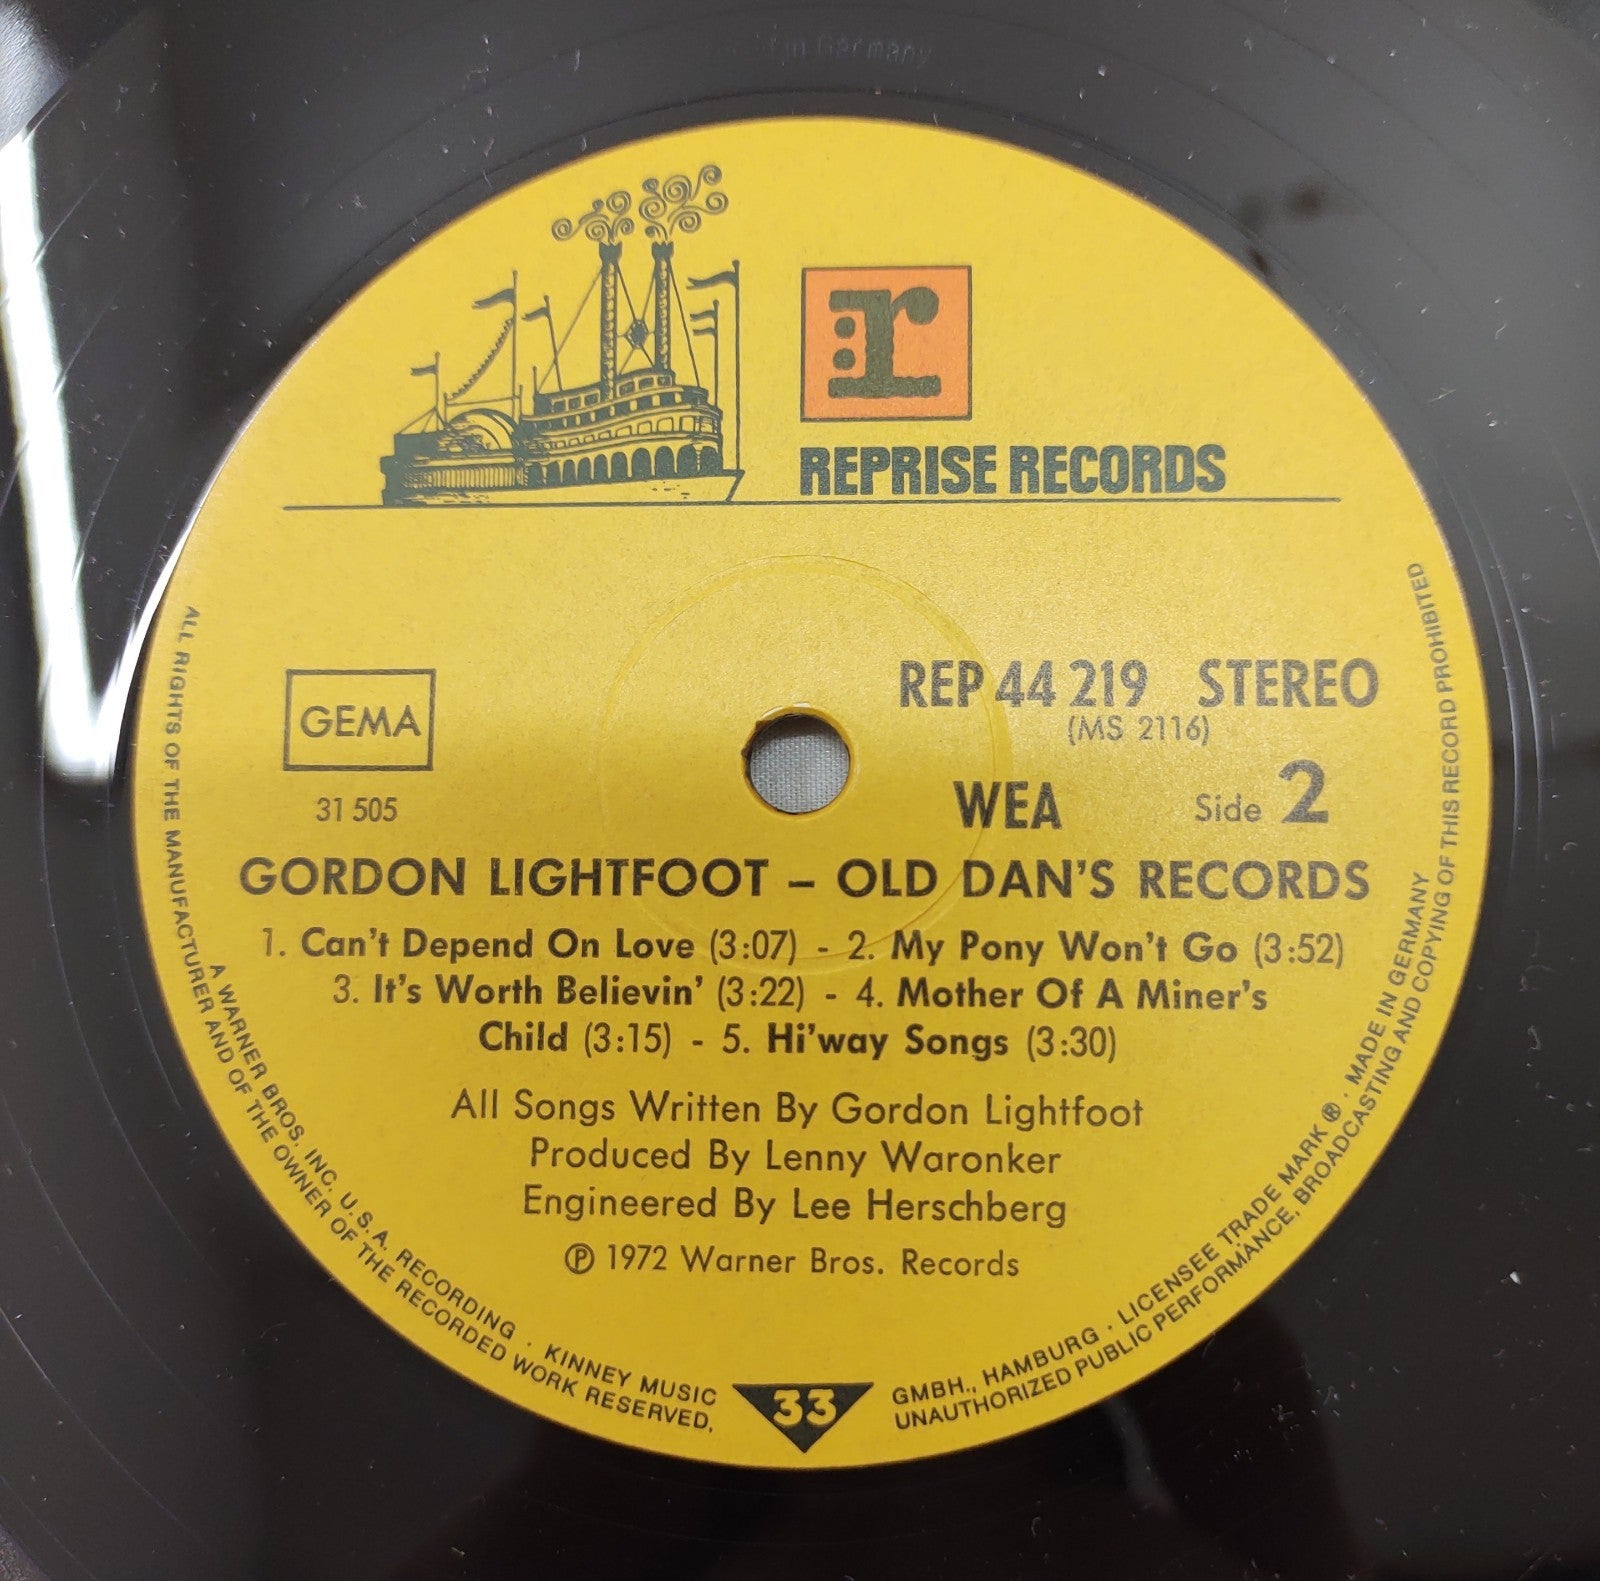 in Germany
r
REPRISE RECORDS
GEMA
31 505
REP 44 219 STEREO
(MS 2116)
WEA Side 2
GORDON LIGHTFOOT – OLD DAN'S RECORDS
1. Can't Depend On Love (3:07) - 2. My Pony Won't Go (3:52)
3. It's Worth Believin' (3:22) - 4. Mother Of A Miner's
Child (3:15) - 5. Hi'way Songs (3:30)
All Songs Written By Gordon Lightfoot
Produced By Lenny Waronker
Engineered By Lee Herschberg
℗ 1972 Warner Bros. Records
A WARNER BROS. INC. U.S.A. RECORDING · KINNEY MUSIC GMBH., HAMBURG · LICENSEE TRADE MARK ® · MADE IN GERMANY
ALL RIGHTS OF THE MANUFACTURER AND OF THE OWNER OF THE RECORDED WORK RESERVED. UNAUTHORIZED PUBLIC PERFORMANCE, BROADCASTING AND COPYING OF THIS RECORD PROHIBITED
33